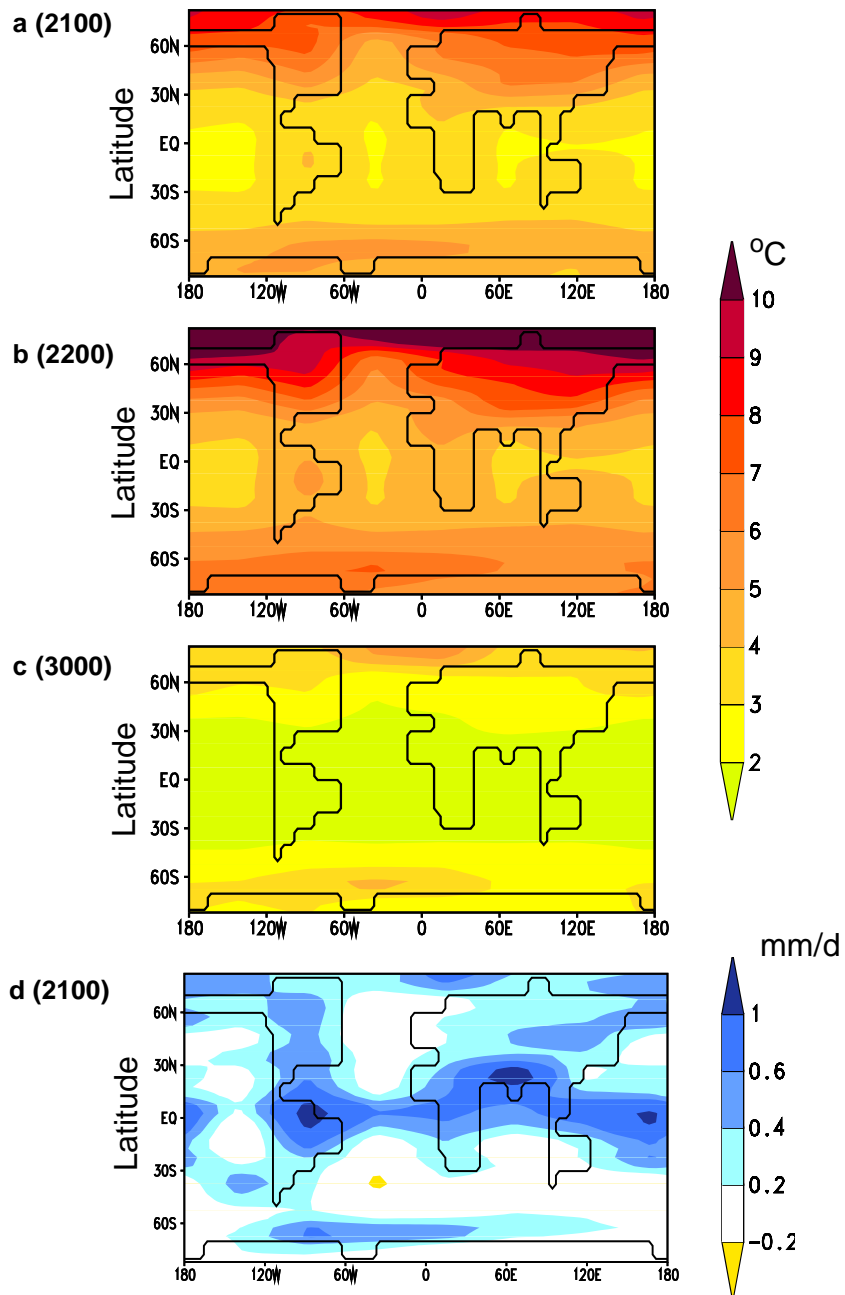 a (2100)
Latitude
60N
30N
EQ
30S
60S
180 120W 60W 0 60E 120E 180
b (2200)
Latitude
60N
30N
EQ
30S
60S
180 120W 60W 0 60E 120E 180
c (3000)
Latitude
60N
30N
EQ
30S
60S
180 120W 60W 0 60E 120E 180
oC
10
9
8
7
6
5
4
3
2
d (2100)
Latitude
60N
30N
EQ
30S
60S
180 120W 60W 0 60E 120E 180
mm/d
1
0.6
0.4
0.2
-0.2